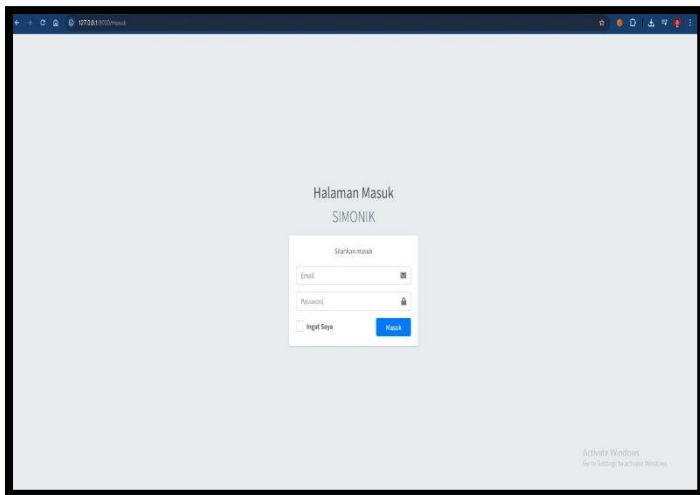 127.0.0.1:8000/masuk
Halaman Masuk
SIMONIK
Silahkan masuk
Email
Password
Ingat Saya
Masuk
Activate Windows
Go to Settings to activate Windows.